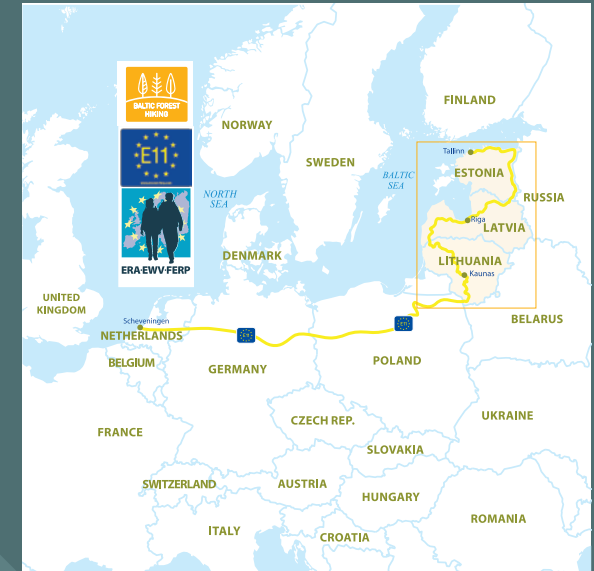 BALTIC FOREST
HIKING
E11
ERA-EWV-FERP
FINLAND
NORWAY
SWEDEN
Tallinn
ESTONIA
BALTIC
SEA
NORTH
SEA
RUSSIA
Riga
LATVIA
DENMARK
LITHUANIA
Kaunas
UNITED
KINGDOM
Scheveningen
NETHERLANDS
E11
E11
BELARUS
BELGIUM
GERMANY
POLAND
CZECH REP.
UKRAINE
FRANCE
SLOVAKIA
SWITZERLAND
AUSTRIA
HUNGARY
ROMANIA
ITALY
CROATIA